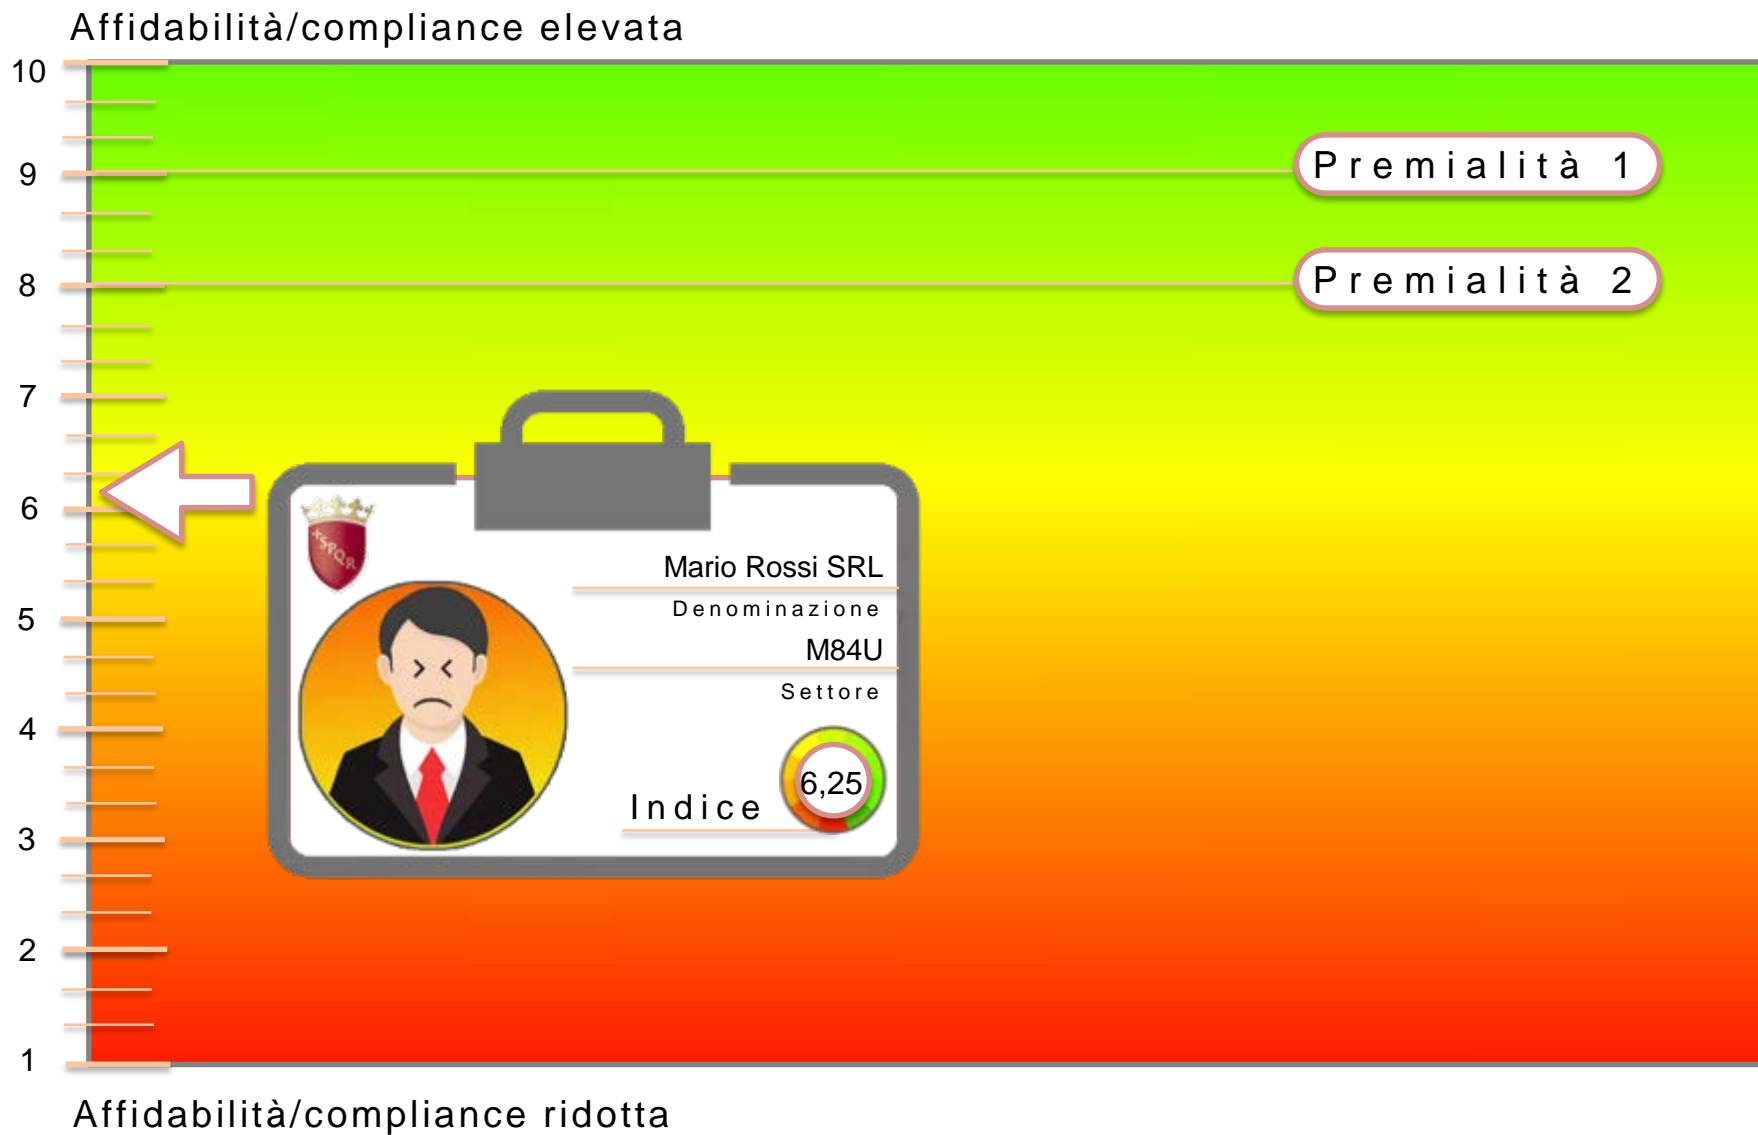 Affidabilità/compliance elevata
10
9
Premialità 1
8
Premialità 2
7
6
SPQR
Mario Rossi SRL
Denominazione
5
M84U
Settore
4
6,25
Indice
3
2
1
Affidabilità/compliance ridotta